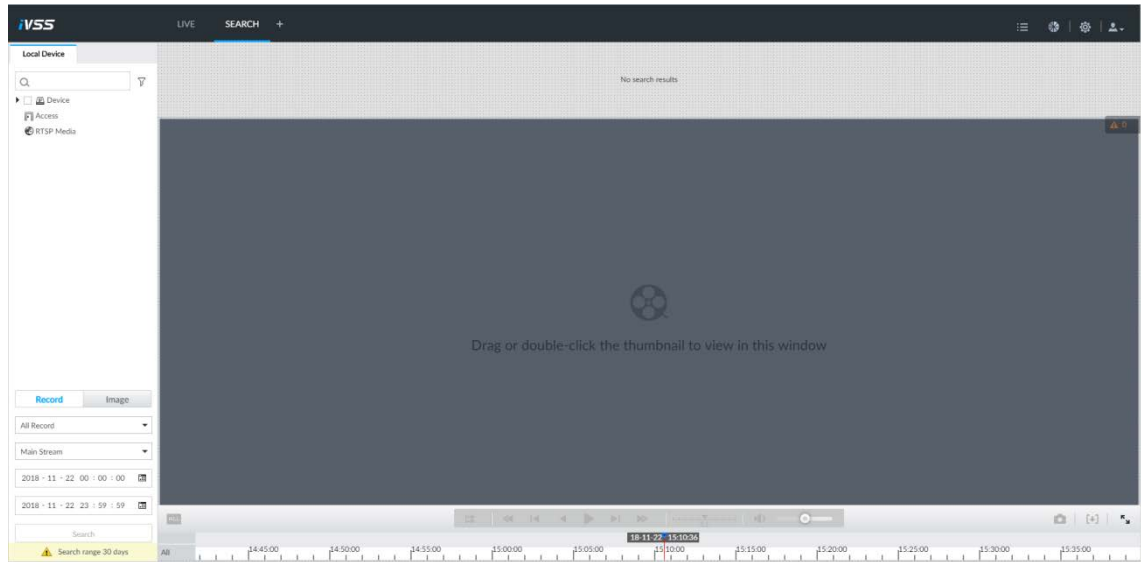 iVSS
LIVE SEARCH +
Local Device
No search results
Device
Access
RTSP Media
0
Drag or double-click the thumbnail to view in this window
Record Image
All Record
Main Stream
2018 - 11 - 22 00 : 00 : 00
2018 - 11 - 22 23 : 59 : 59
Search
Search range 30 days
18-11-22 15:10:36
All 14:45:00 14:50:00 14:55:00 15:00:00 15:05:00 15:10:00 15:15:00 15:20:00 15:25:00 15:30:00 15:35:00